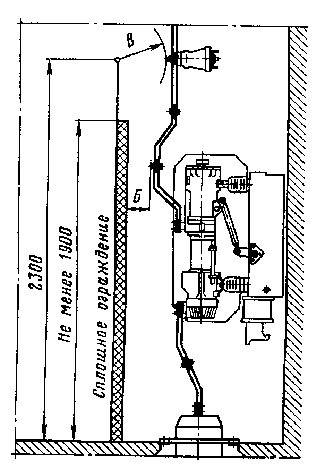 В
Б
2300
Не менее 1900
Сплошное ограждение